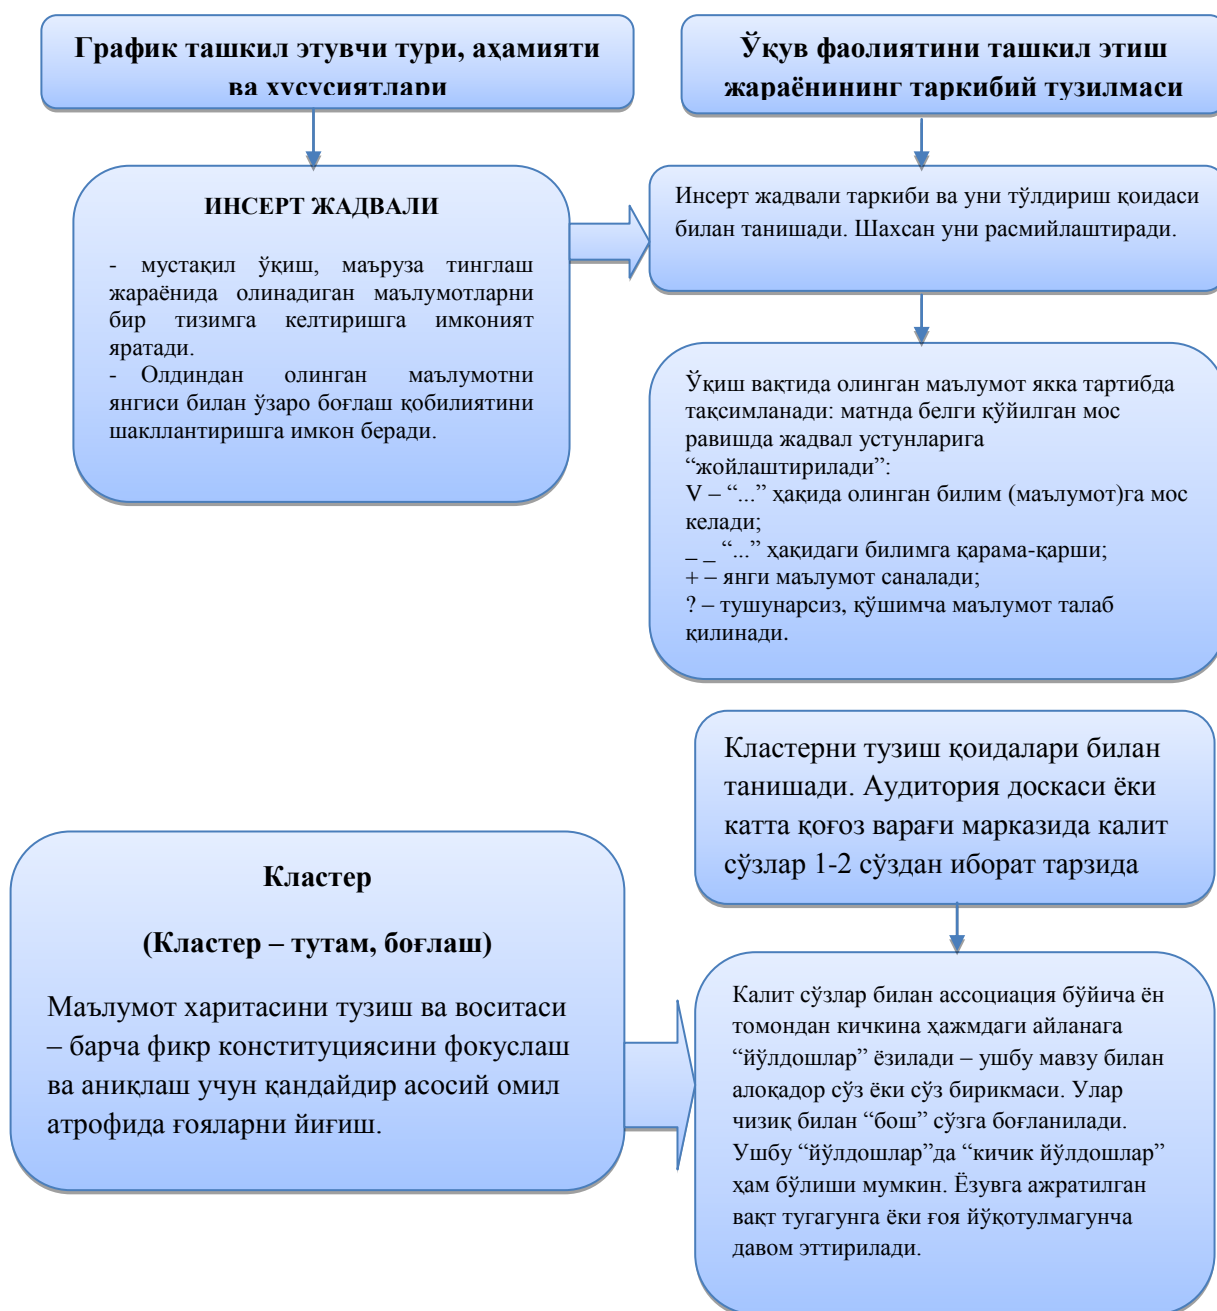 График ташкил этувчи тури, аҳамияти
ва хусусиятлари
Ўқув фаолиятини ташкил этиш
жараёнининг таркибий тузилмаси
ИНСЕРТ ЖАДВАЛИ
- мустақил ўқиш, маъруза тинглаш
жараёнида олинадиган маълумотларни
бир тизимга келтиришга имконият
яратади.
- Олдиндан олинган маълумотни
янгиси билан ўзаро боғлаш қобилиятини
шакллантиришга имкон беради.
Инсерт жадвали таркиби ва уни тўлдириш қоидаси
билан танишади. Шахсан уни расмийлаштиради.
Ўқиш вақтида олинган маълумот якка тартибда
тақсимланади: матнда белги қўйилган мос
равишда жадвал устунларига
“жойлаштирилади”:
V – “...” ҳақида олинган билим (маълумот)га мос
келади;
_ _ “...” ҳақидаги билимга қарама-қарши;
+ – янги маълумот саналади;
? – тушунарсиз, қўшимча маълумот талаб
қилинади.
Кластерни тузиш қоидалари билан
танишади. Аудитория доскаси ёки
катта қоғоз варағи марказида калит
сўзлар 1-2 сўздан иборат тарзида
Кластер
(Кластер – тутам, боғлаш)
Маълумот харитасини тузиш ва воситаси
– барча фикр конституциясини фокуслаш
ва аниқлаш учун қандайдир асосий омил
атрофида ғояларни йиғиш.
Калит сўзлар билан ассоциация бўйича ён
томондан кичкина ҳажмдаги айланага
“йўлдошлар” ёзилади – ушбу мавзу билан
алоқадор сўз ёки сўз бирикмаси. Улар
чизиқ билан “бош” сўзга боғланилади.
Ушбу “йўлдошлар”да “кичик йўлдошлар”
ҳам бўлиши мумкин. Ёзувга ажратилган
вақт тугагунга ёки ғоя йўқотулмагунча
давом эттирилади.